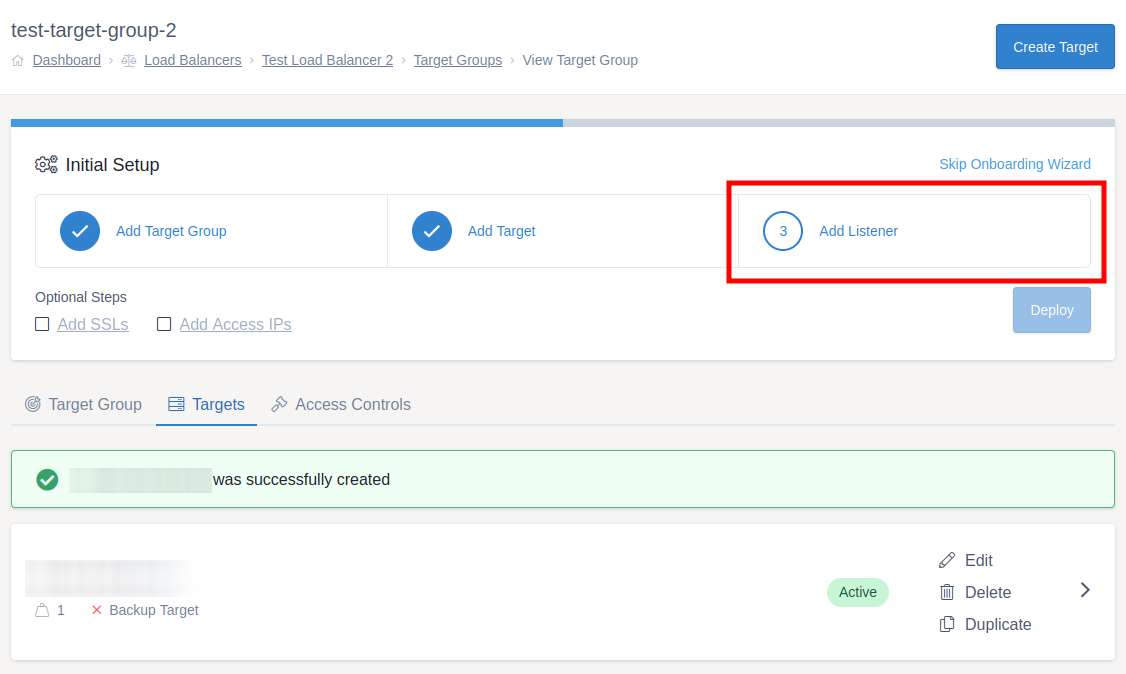 test-target-group-2
Dashboard › Load Balancers › Test Load Balancer 2 › Target Groups › View Target Group
Create Target
Initial Setup
Skip Onboarding Wizard
Add Target Group
Add Target
3 Add Listener
Optional Steps
Add SSLs
Add Access IPs
Deploy
Target Group
Targets
Access Controls
was successfully created
1
Backup Target
Active
Edit
Delete
Duplicate